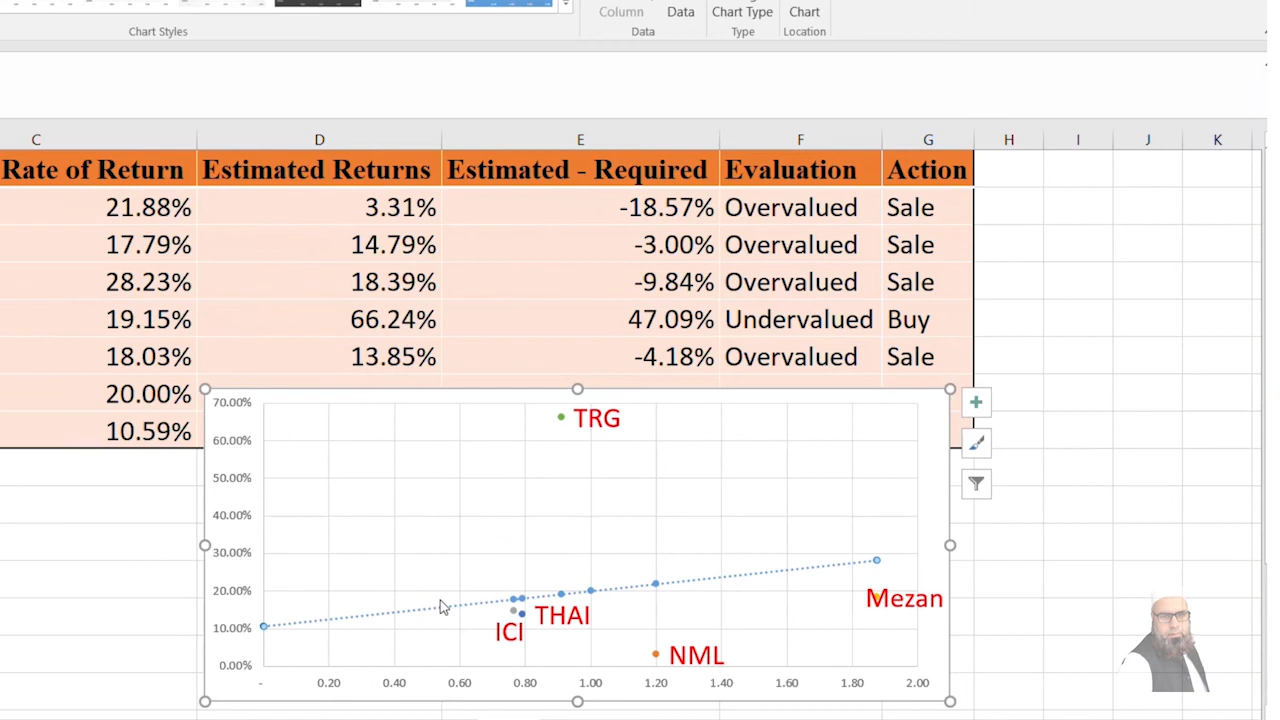 Column Data Chart Type Chart
Chart Styles Data Type Location
C D E F G H I J K
Rate of Return Estimated Returns Estimated - Required Evaluation Action
21.88% 3.31% -18.57% Overvalued Sale
17.79% 14.79% -3.00% Overvalued Sale
28.23% 18.39% -9.84% Overvalued Sale
19.15% 66.24% 47.09% Undervalued Buy
18.03% 13.85% -4.18% Overvalued Sale
20.00%
10.59%
70.00%
TRG
60.00%
50.00%
40.00%
30.00%
20.00%
Mezan
THAI
10.00%
ICI
NML
0.00%
- 0.20 0.40 0.60 0.80 1.00 1.20 1.40 1.60 1.80 2.00